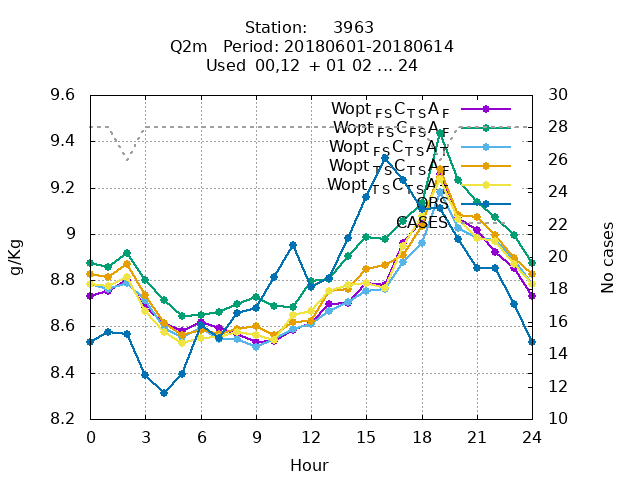 Station: 3963
Q2m Period: 20180601-20180614
Used 00,12 + 01 02 ... 24
9.6
9.4
9.2
9
8.8
8.6
8.4
8.2
g/Kg
30
28
26
24
22
20
18
16
14
12
10
No cases
Wopt FS C TS A F
Wopt FS C FS A F
Wopt FS C TS A T
Wopt TS C TS A F
Wopt TS C TS A T
OBS
CASES
0 3 6 9 12 15 18 21 24
Hour